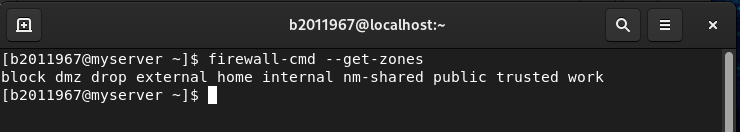 b2011967@localhost:~
[b2011967@myserver ~]$ firewall-cmd --get-zones
block dmz drop external home internal nm-shared public trusted work
[b2011967@myserver ~]$